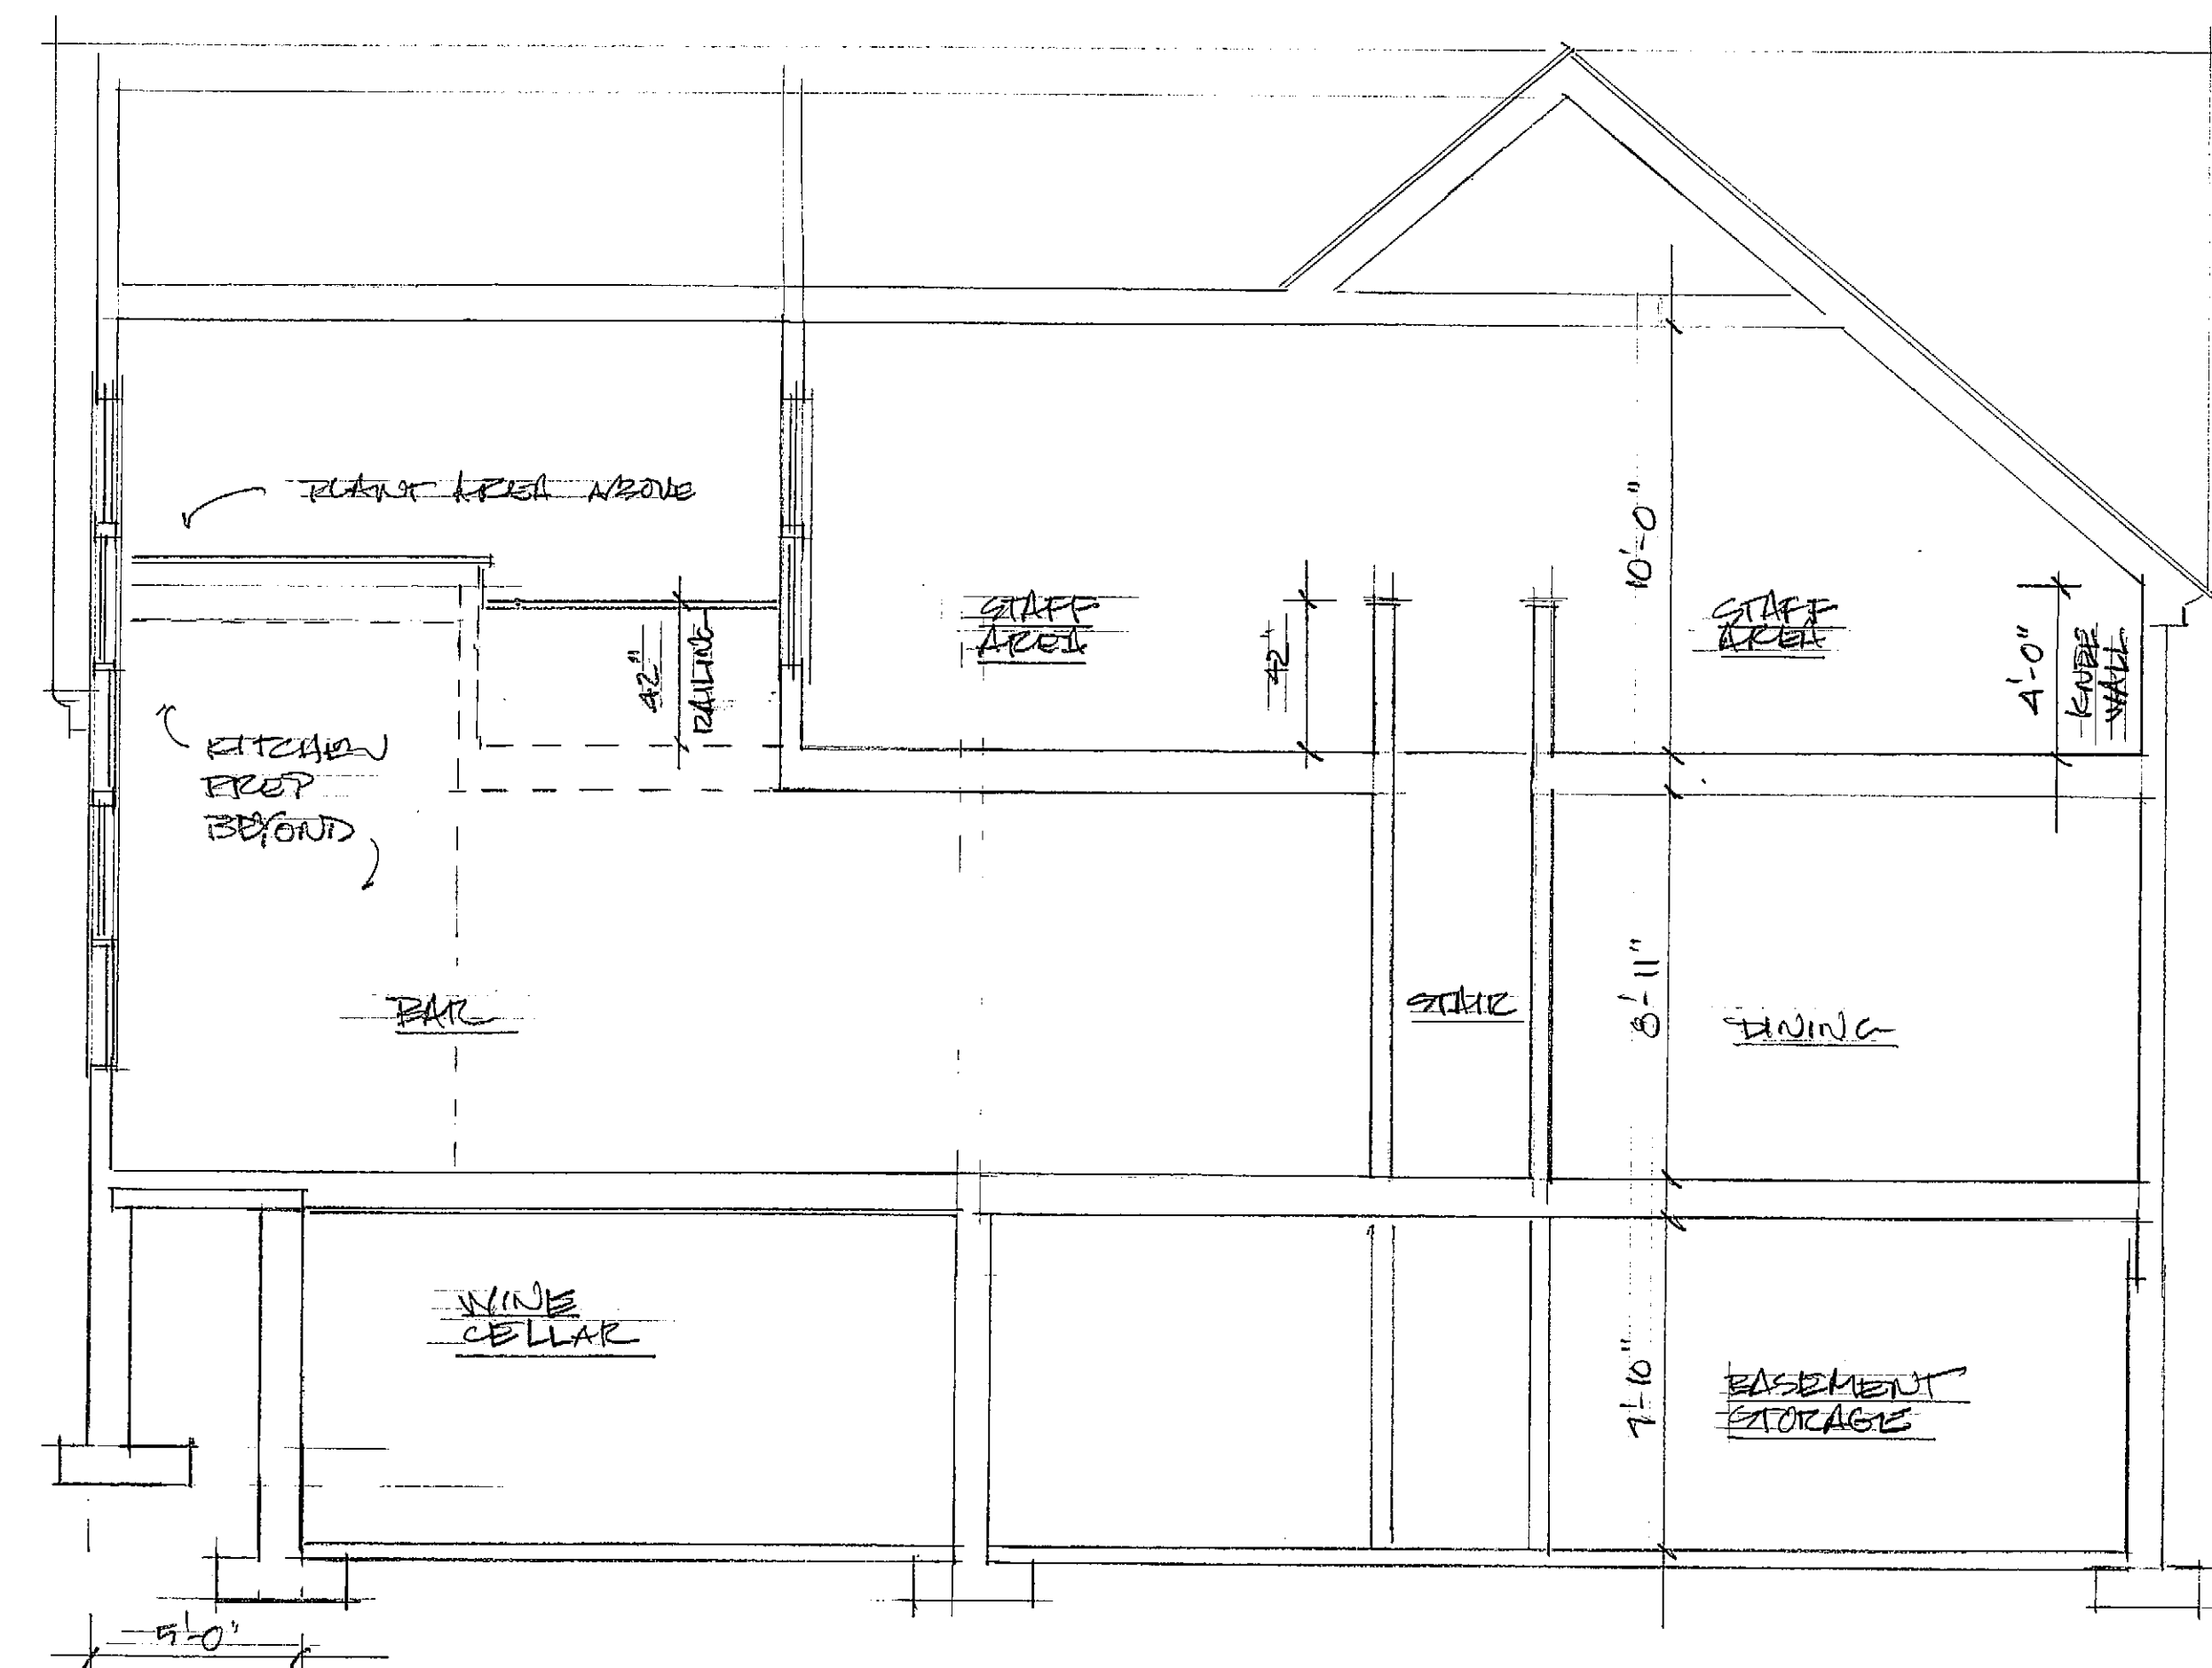 PLANT AREA ABOVE
10'-0"
STAFF
AREA
STAFF
AREA
42"
RAILING
42"
4'-0"
KNEE
WALL
KITCHEN
PREP
BEYOND
BAR
STAIR
8'-11"
DINING
WINE
CELLAR
7'-10"
BASEMENT
STORAGE
5'-0"